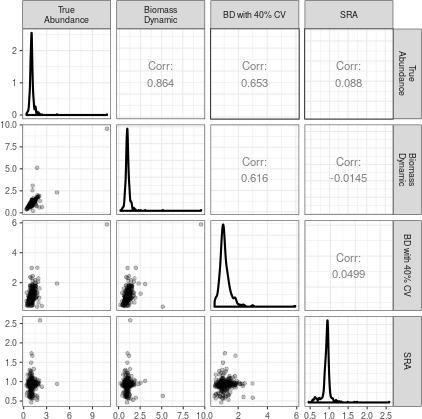 True
Abundance
Biomass
Dynamic
BD with 40% CV
SRA
2
1
0
Corr:
0.864
Corr:
0.653
Corr:
0.088
True
Abundance
10.0
7.5
5.0
2.5
0.0
Corr:
0.616
Corr:
-0.0145
Biomass
Dynamic
6
4
2
Corr:
0.0499
BD with 40% CV
2.5
2.0
1.5
1.0
0.5
SRA
0 3 6 9
0.0 2.5 5.0 7.5 10.0
2 4 6
0.5 1.0 1.5 2.0 2.5